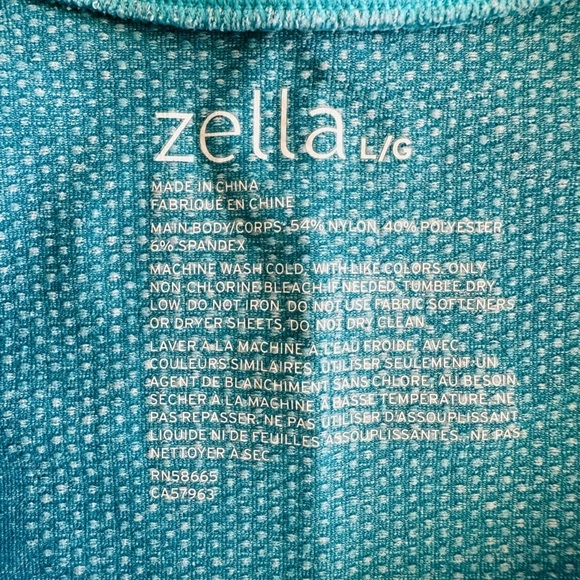 zella L/G
MADE IN CHINA
FABRIQUE EN CHINE
MAIN BODY/CORPS: 54% NYLON, 40% POLYESTER,
6% SPANDEX
MACHINE WASH COLD. WITH LIKE COLORS. ONLY
NON-CHLORINE BLEACH, IF NEEDED. TUMBLE DRY
LOW. DO NOT IRON. DO NOT USE FABRIC SOFTENERS
OR DRYER SHEETS. DO NOT DRY CLEAN.
LAVER À LA MACHINE À L'EAU FROIDE, AVEC
COULEURS SIMILAIRES. UTILISER SEULEMENT UN
AGENT DE BLANCHIMENT SANS CHLORE, AU BESOIN.
SÉCHER À LA MACHINE À BASSE TEMPÉRATURE. NE
PAS REPASSER. NE PAS UTILISER D'ASSOUPLISSANT
LIQUIDE NI DE FEUILLES ASSOUPLISSANTES. NE PAS
NETTOYER À SEC.
RN58665
CA57963